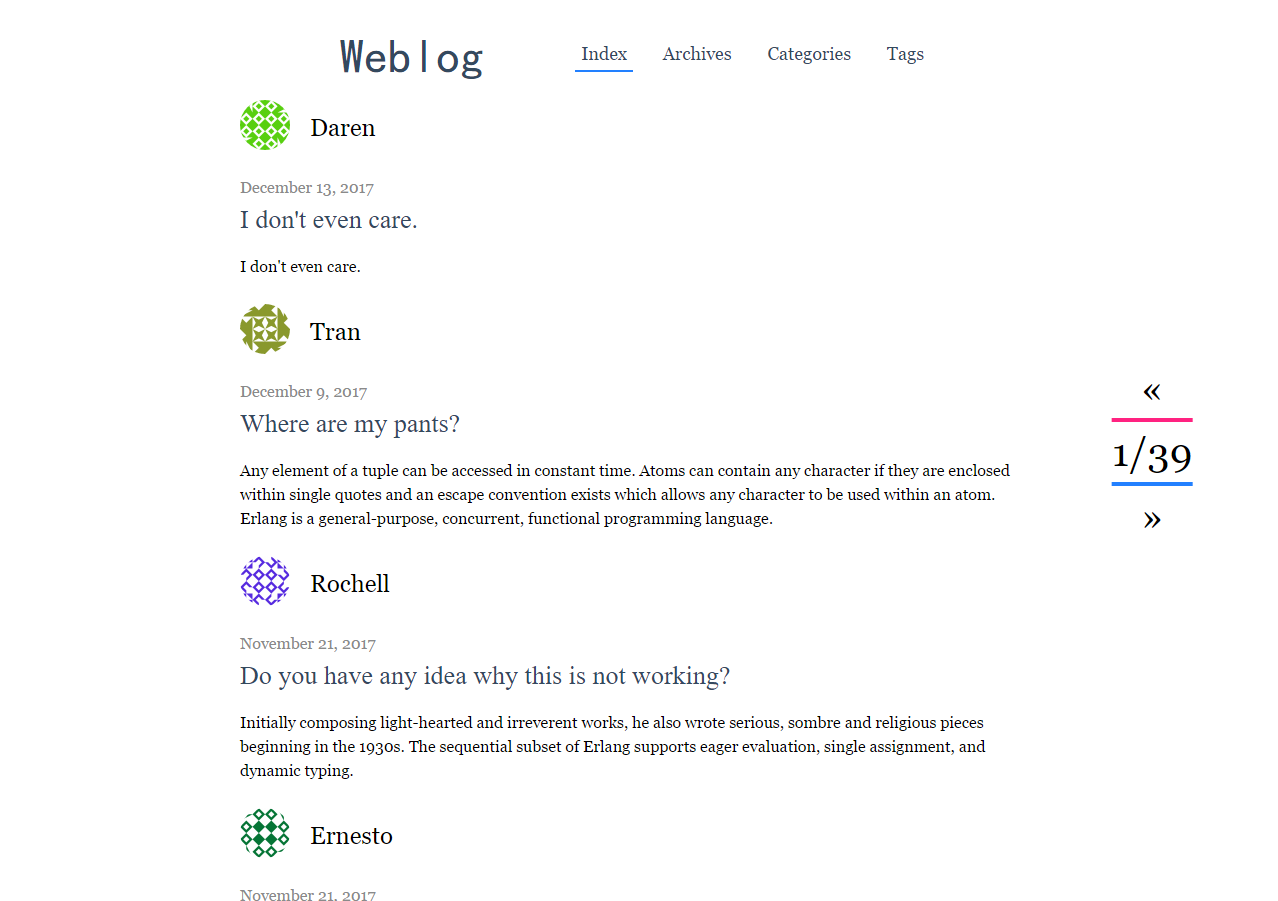 Weblog
Index Archives Categories Tags
Daren
December 13, 2017
I don't even care.
I don't even care.
Tran
December 9, 2017
Where are my pants?
Any element of a tuple can be accessed in constant time. Atoms can contain any character if they are enclosed
within single quotes and an escape convention exists which allows any character to be used within an atom.
Erlang is a general-purpose, concurrent, functional programming language.
«
1/39
»
Rochell
November 21, 2017
Do you have any idea why this is not working?
Initially composing light-hearted and irreverent works, he also wrote serious, sombre and religious pieces
beginning in the 1930s. The sequential subset of Erlang supports eager evaluation, single assignment, and
dynamic typing.
Ernesto
November 21, 2017